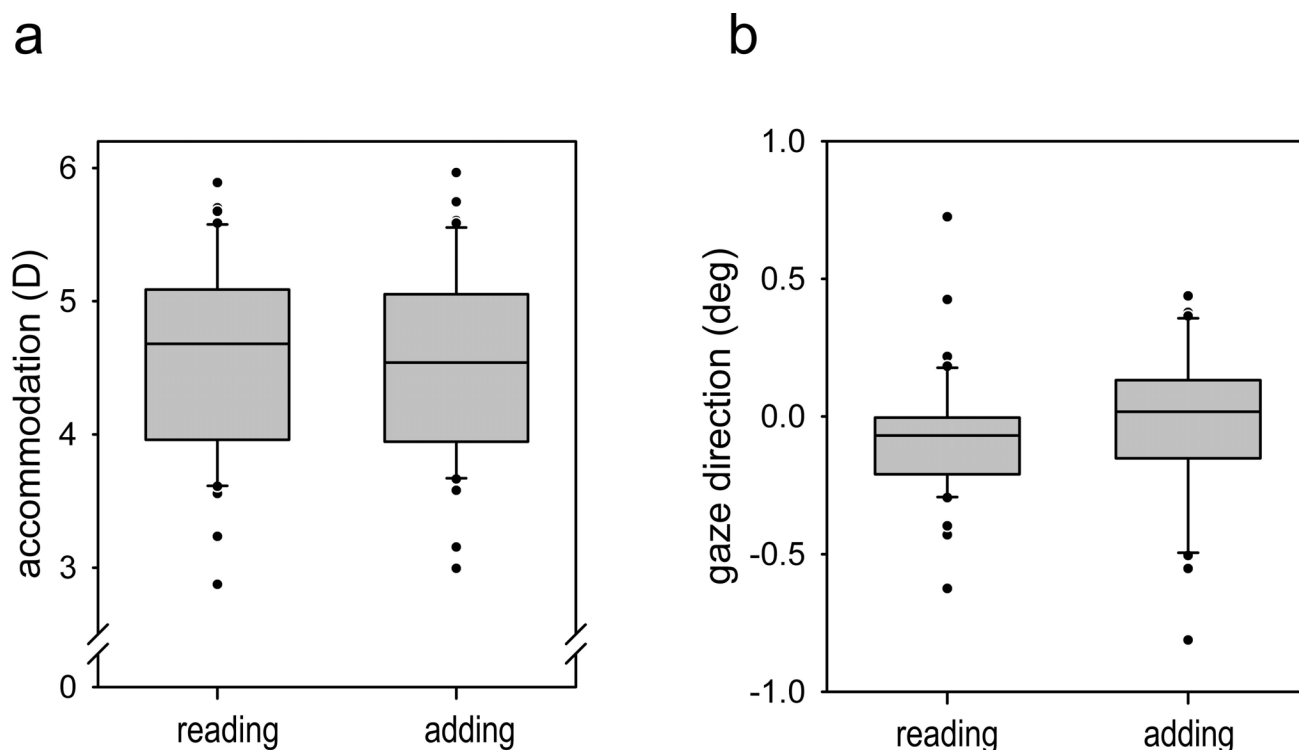 a
accommodation (D)
6
5
4
3
0
reading
adding
b
gaze direction (deg)
1.0
0.5
0.0
-0.5
-1.0
reading
adding